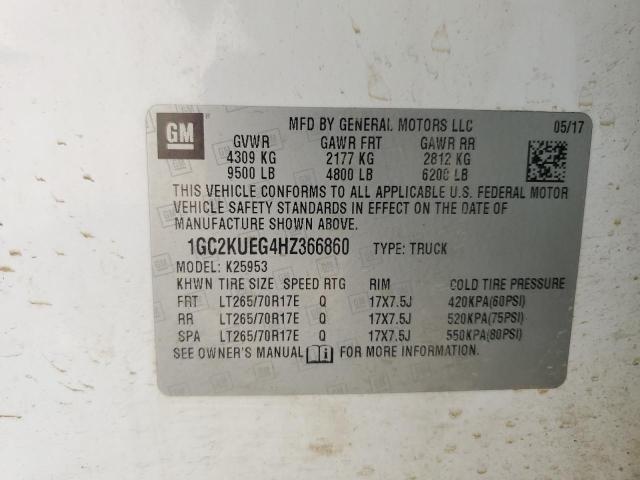 GM
MFD BY GENERAL MOTORS LLC 05/17
GVWR GAWR FRT GAWR RR
4309 KG 2177 KG 2812 KG
9500 LB 4800 LB 6200 LB
THIS VEHICLE CONFORMS TO ALL APPLICABLE U.S. FEDERAL MOTOR
VEHICLE SAFETY STANDARDS IN EFFECT ON THE DATE OF
MANUFACTURE SHOWN ABOVE.
1GC2KUEG4HZ366860 TYPE: TRUCK
MODEL: K25953
KHWN TIRE SIZE SPEED RTG RIM COLD TIRE PRESSURE
FRT LT265/70R17E Q 17X7.5J 420KPA(60PSI)
RR LT265/70R17E Q 17X7.5J 520KPA(75PSI)
SPA LT265/70R17E Q 17X7.5J 550KPA(80PSI)
SEE OWNER'S MANUAL FOR MORE INFORMATION.